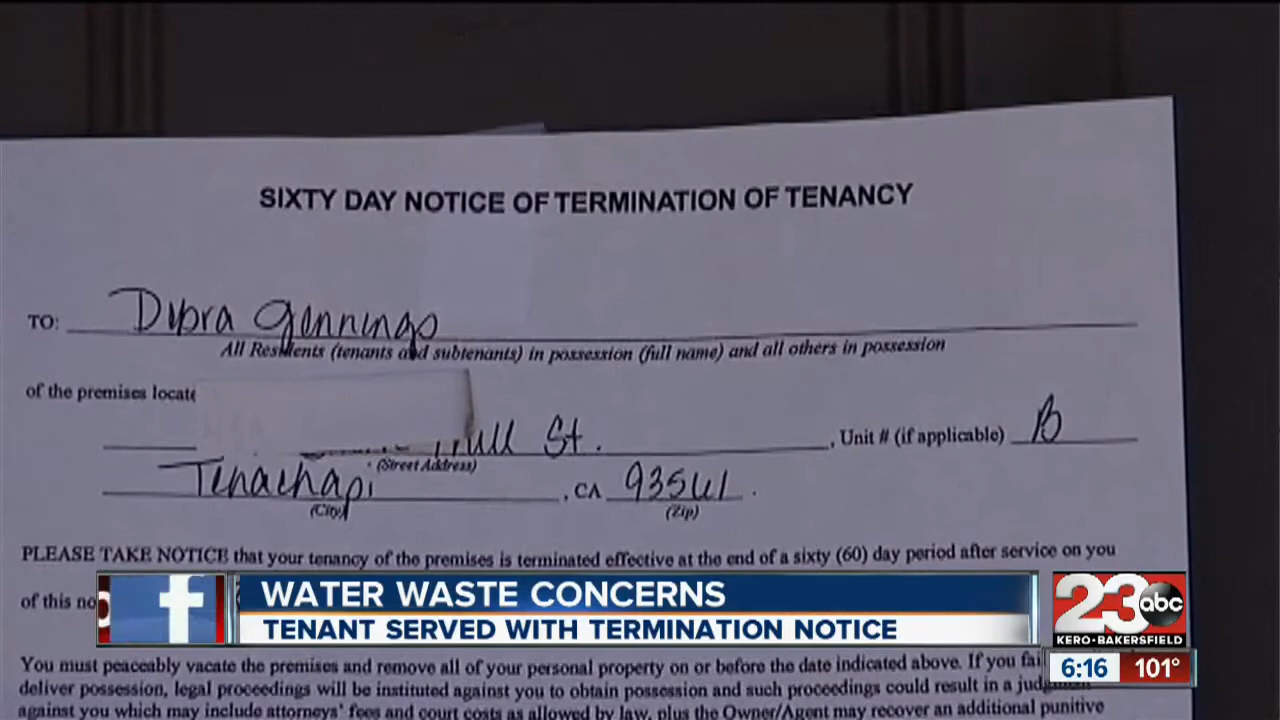 SIXTY DAY NOTICE OF TERMINATION OF TENANCY
TO: Debra Gennings
All Residents (tenants and subtenants) in possession (full name) and all others in possession
of the premises locate
St. , Unit # (if applicable) B
(Street Address)
Tehachapi , CA 93561
(City) (Zip)
PLEASE TAKE NOTICE that your tenancy of the premises is terminated effective at the end of a sixty (60) day period after service on you
of this no
f WATER WASTE CONCERNS
TENANT SERVED WITH TERMINATION NOTICE
23 abc
KERO-BAKERSFIELD
6:16 101°
You must peaceably vacate the premises and remove all of your personal property on or before the date indicated above. If you fai
deliver possession, legal proceedings will be instituted against you to obtain possession and such proceedings could result in a judgment
against you which may include attorneys' fees and court costs as allowed by law, plus the Owner/Agent may recover an additional punitive